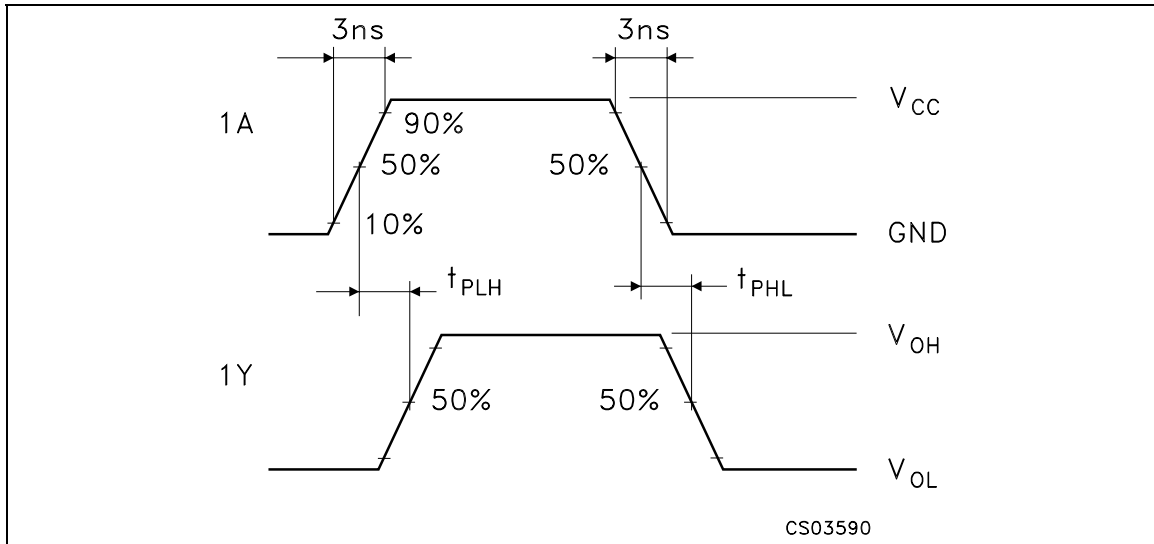 3ns 3ns
1A
90%
VCC
50% 50%
10%
GND
tPLH tPHL
1Y
VOH
50% 50%
VOL
CS03590